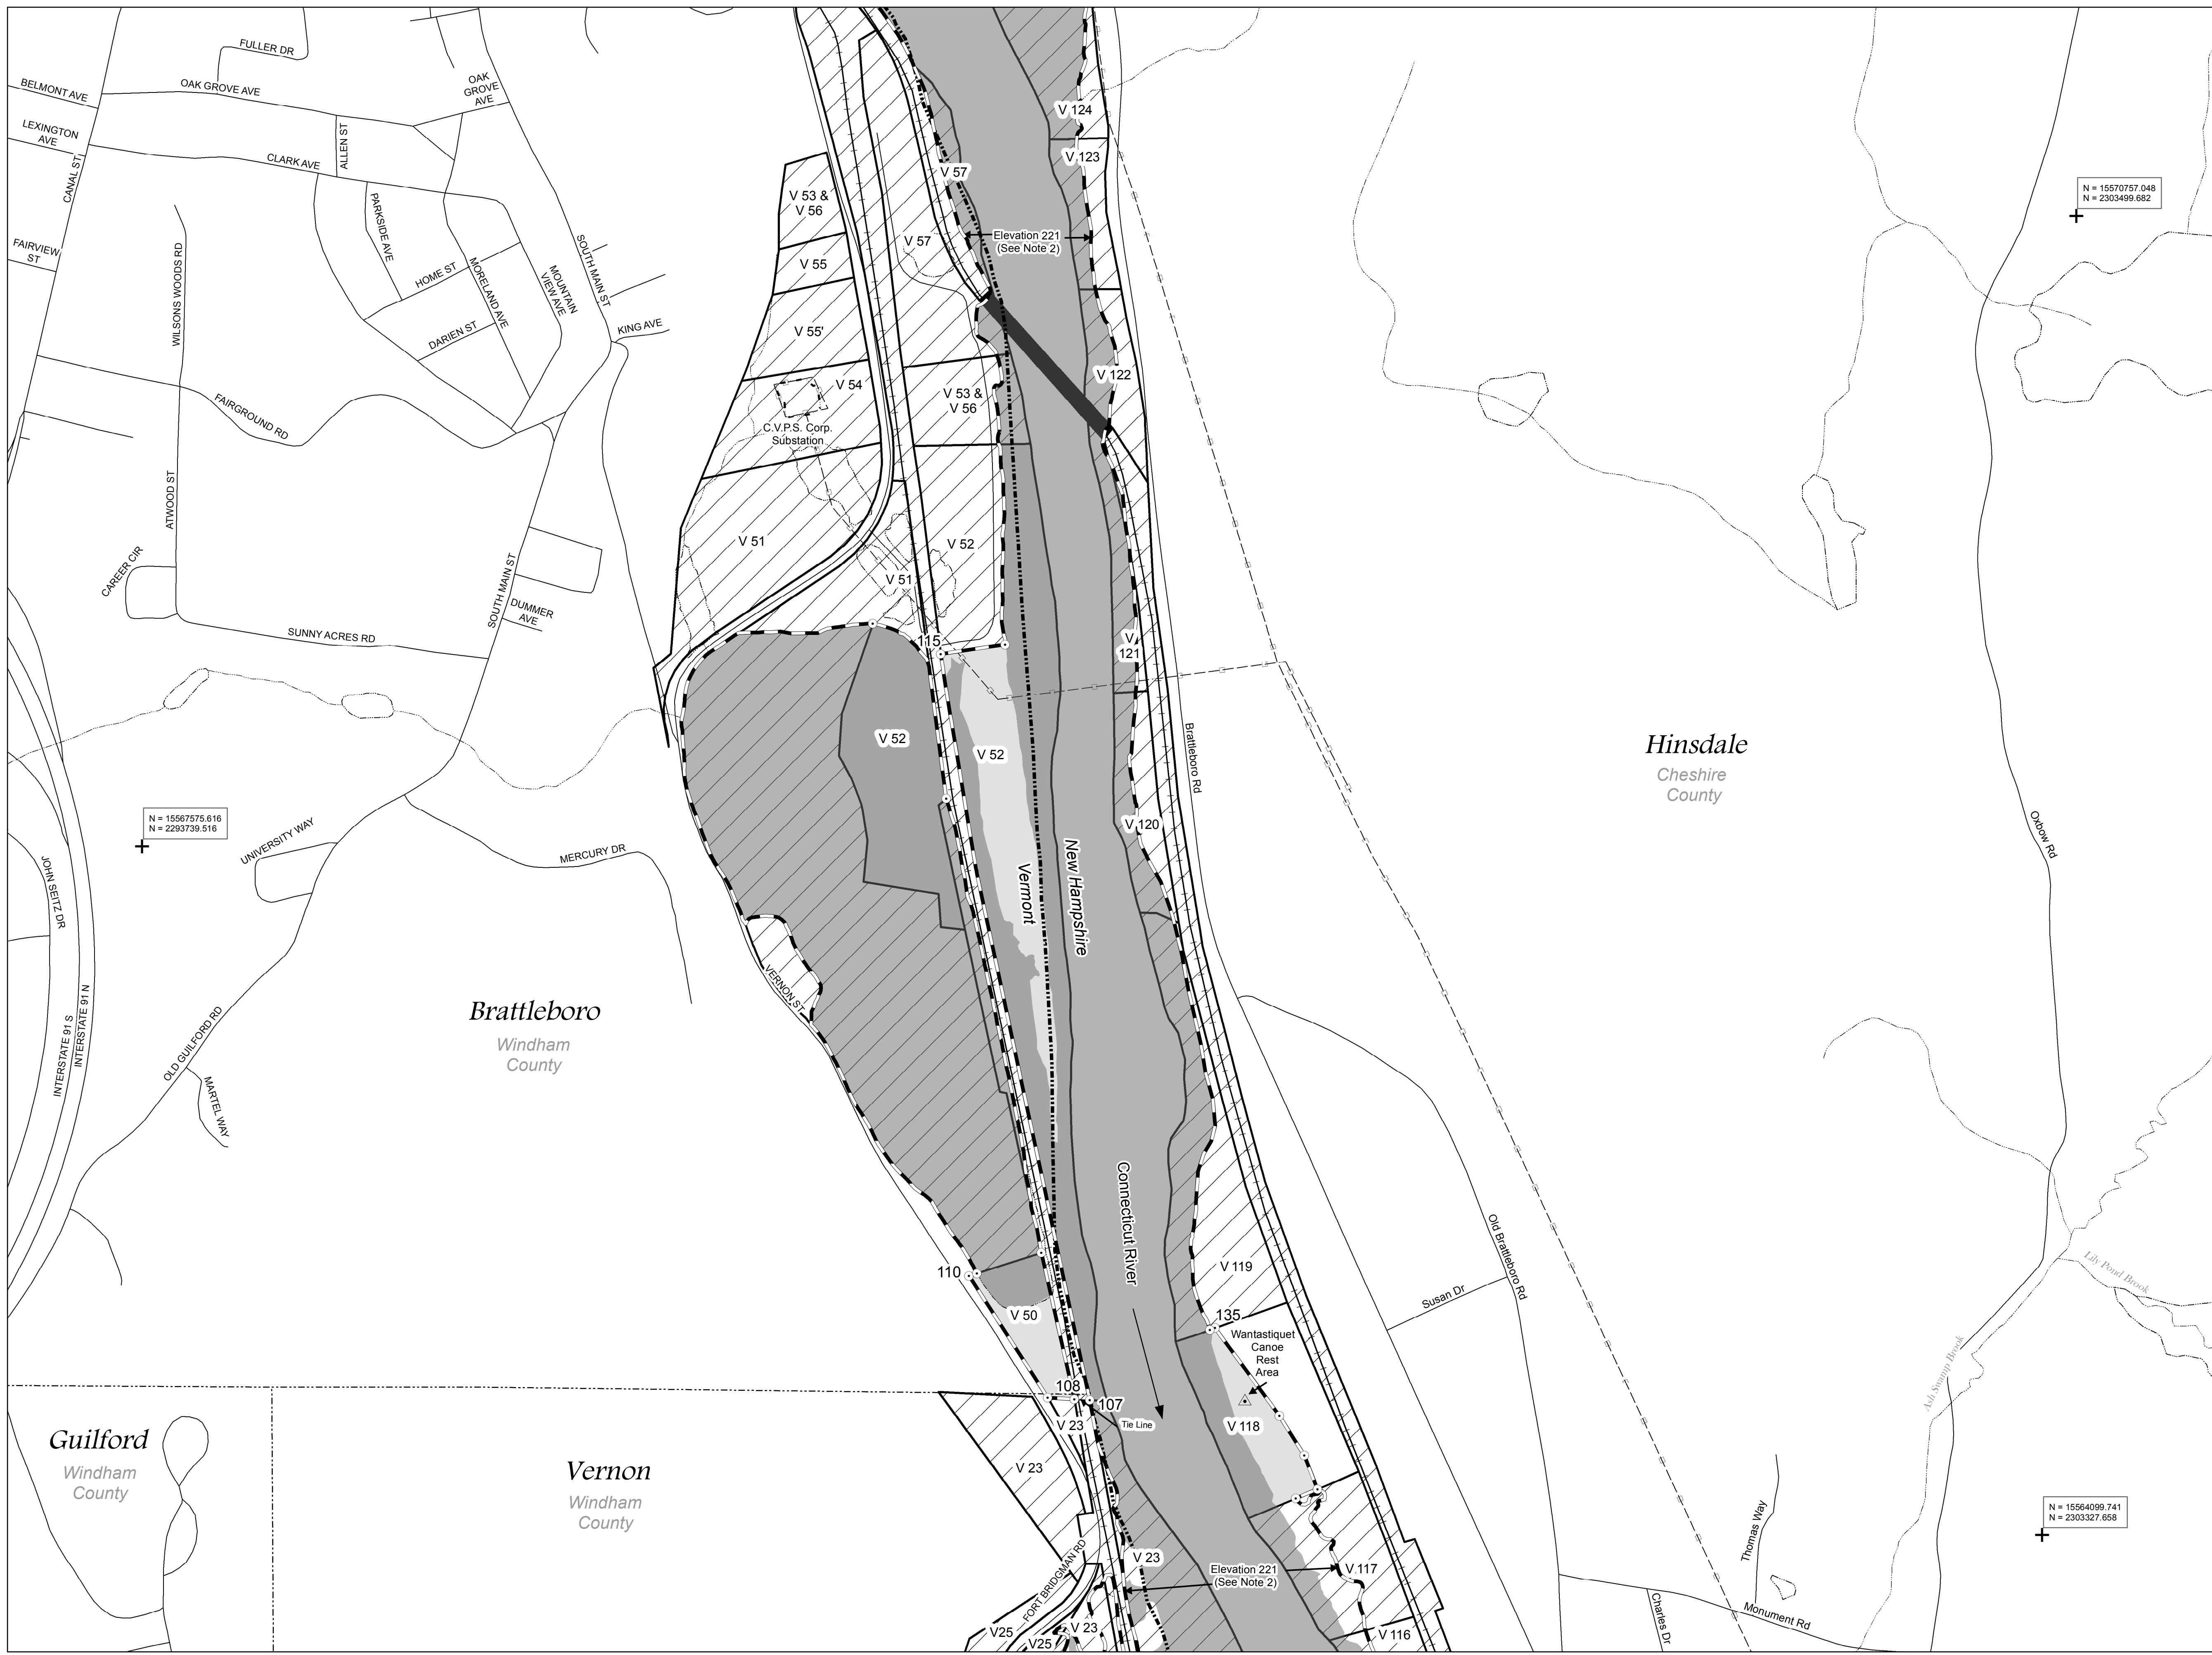 FULLER DR
BELMONT AVE
OAK GROVE AVE
OAK
GROVE
AVE
LEXINGTON
AVE
CANAL ST
ALLEN ST
CLARK AVE
PARKSIDE AVE
FAIRVIEW
ST
WILSONS WOODS RD
HOME ST
MORELAND AVE
MOUNTAIN
VIEW AVE
SOUTH MAIN ST
DARIEN ST
KING AVE
FAIRGROUND RD
ATWOOD ST
CAREER CIR
SOUTH MAIN ST
DUMMER
AVE
SUNNY ACRES RD
V 124
V 123
V 57
V 53 &
V 56
V 57
Elevation 221
(See Note 2)
V 55
V 55'
V 54
V 53 &
V 56
V 122
C.V.P.S. Corp.
Substation
V 51
V 52
V 51
115
V
121
V 52
V 52
Brattleboro Rd
V 120
Vermont
New Hampshire
N = 15570757.048
N = 2303499.682
Hinsdale
Cheshire
County
Oxbow Rd
N = 15567575.616
N = 2293739.516
UNIVERSITY WAY
MERCURY DR
JOHN SEITZ DR
INTERSTATE 91 S
INTERSTATE 91 N
OLD GUILFORD RD
MARTEL WAY
Brattleboro
Windham
County
VERNON ST
Connecticut River
110
V 50
V 119
135
Wantastiquet
Canoe
Rest
Area
Susan Dr
Old Brattleboro Rd
Lily Pond Brook
Ash Swamp Brook
108
107
V 23
Tie Line
V 118
Guilford
Windham
County
Vernon
Windham
County
V 23
FORT BRIDGMAN RD
V 23
Elevation 221
(See Note 2)
V 117
V25
V25
V 23
V 116
Thomas Way
Charles Dr
Monument Rd
N = 15564099.741
N = 2303327.658